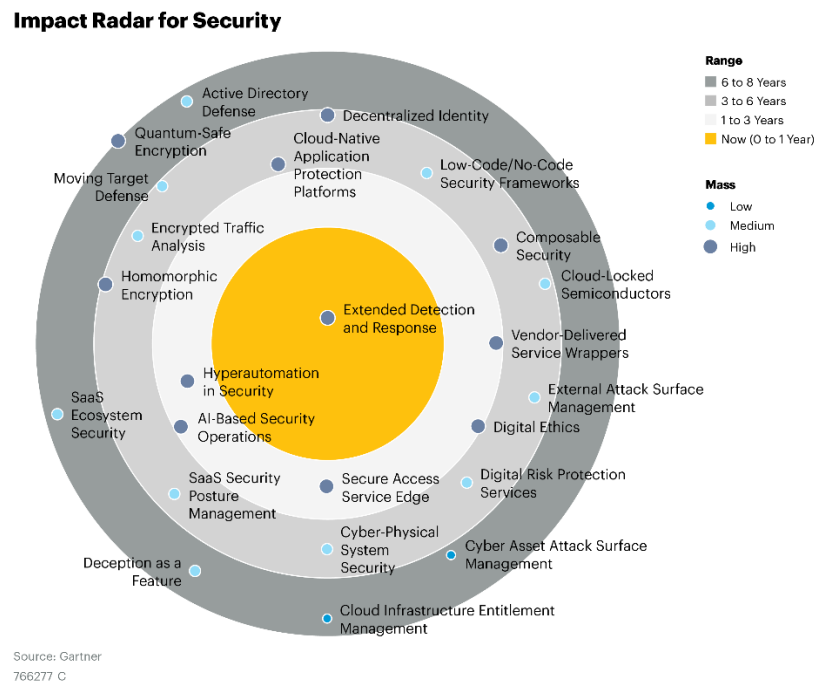 Impact Radar for Security
Range
6 to 8 Years
3 to 6 Years
1 to 3 Years
Now (0 to 1 Year)
Mass
Low
Medium
High
Active Directory
Defense
Decentralized Identity
Quantum-Safe
Encryption
Cloud-Native
Application
Protection
Platforms
Low-Code/No-Code
Security Frameworks
Moving Target
Defense
Encrypted Traffic
Analysis
Composable
Security
Homomorphic
Encryption
Cloud-Locked
Semiconductors
Extended Detection
and Response
Vendor-Delivered
Service Wrappers
Hyperautomation
in Security
External Attack Surface
Management
SaaS
Ecosystem
Security
AI-Based Security
Operations
Digital Ethics
SaaS Security
Posture
Management
Secure Access
Service Edge
Digital Risk Protection
Services
Cyber-Physical
System
Security
Cyber Asset Attack Surface
Management
Deception as a
Feature
Cloud Infrastructure Entitlement
Management
Source: Gartner
766277 C